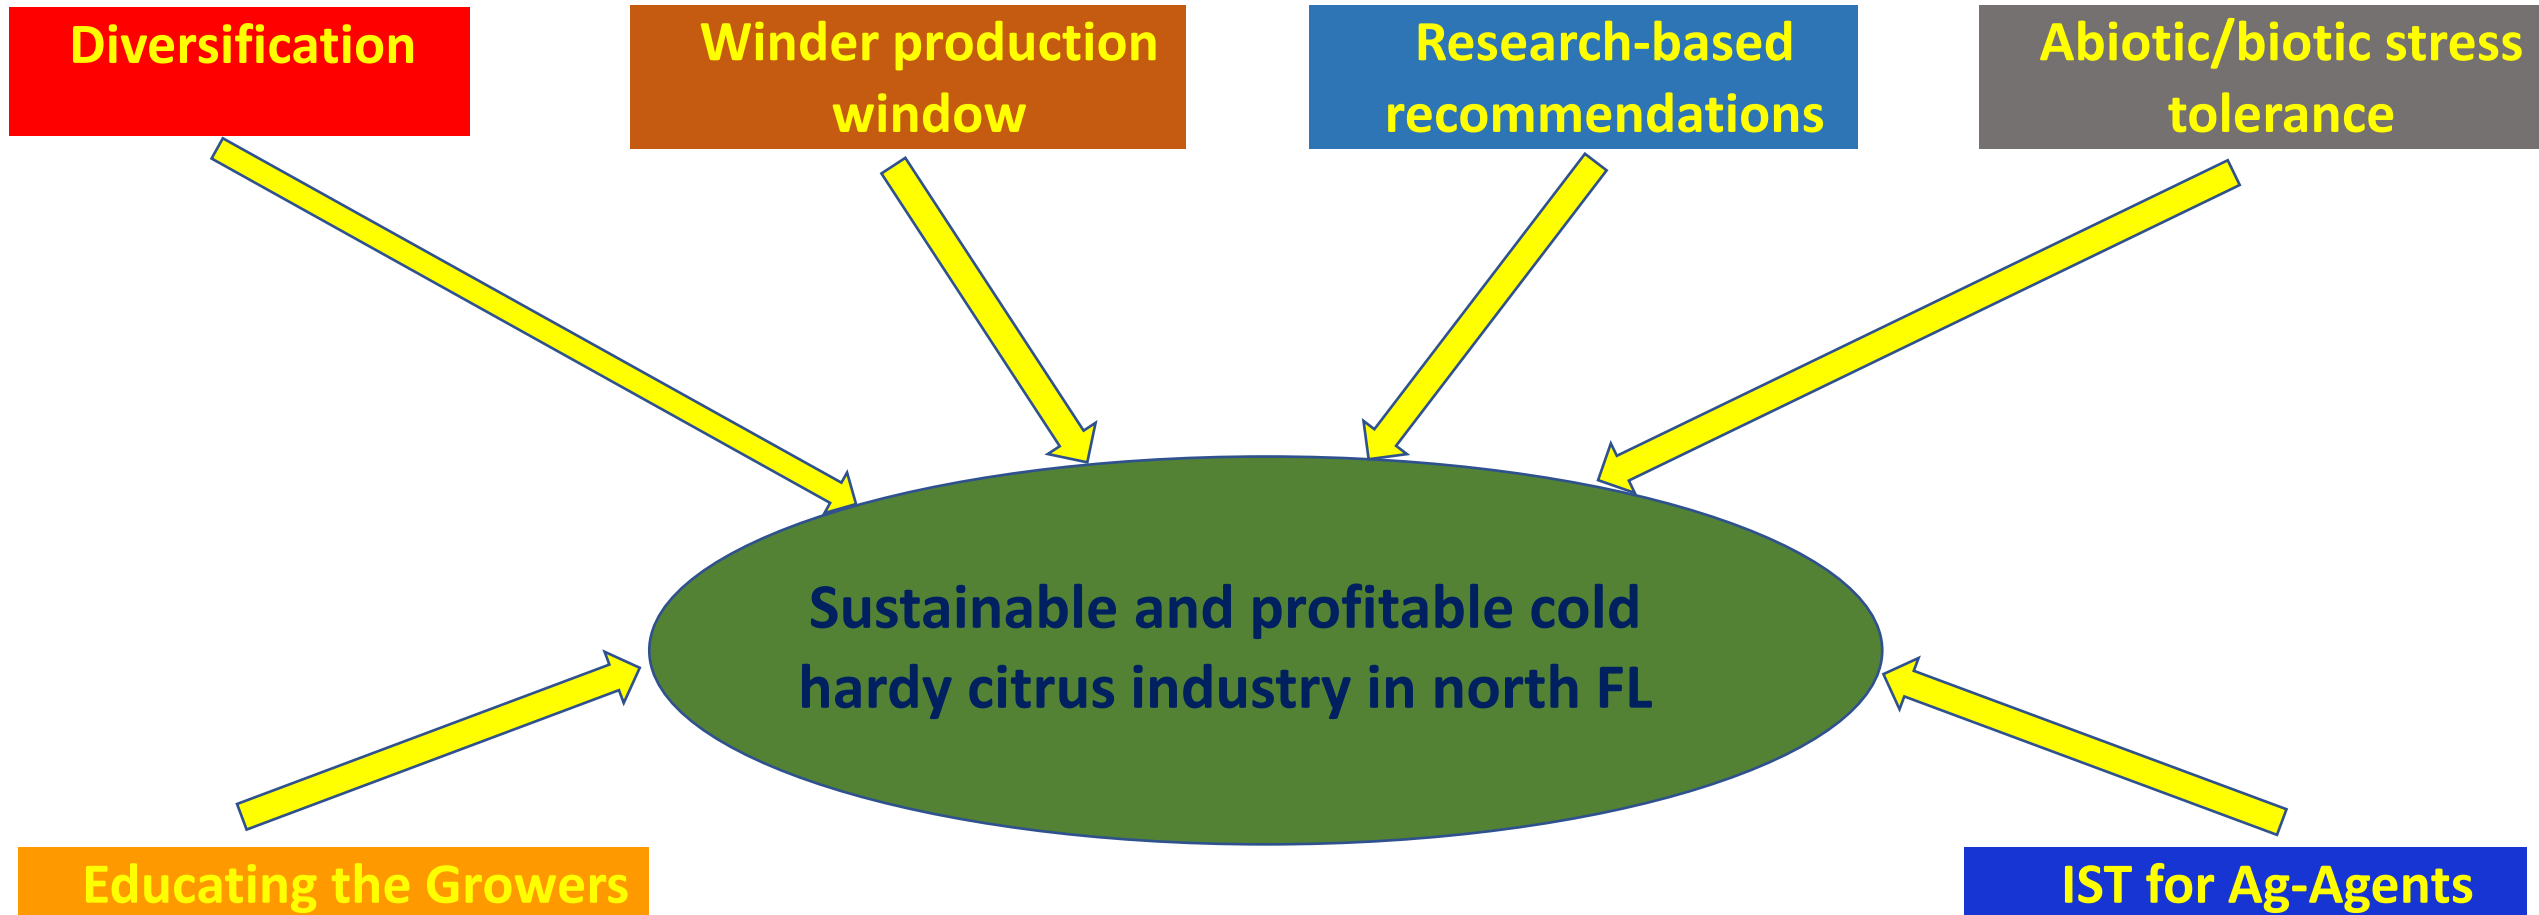 Diversification
Winder production
window
Research-based
recommendations
Abiotic/biotic stress
tolerance
Sustainable and profitable cold
hardy citrus industry in north FL
Educating the Growers
IST for Ag-Agents